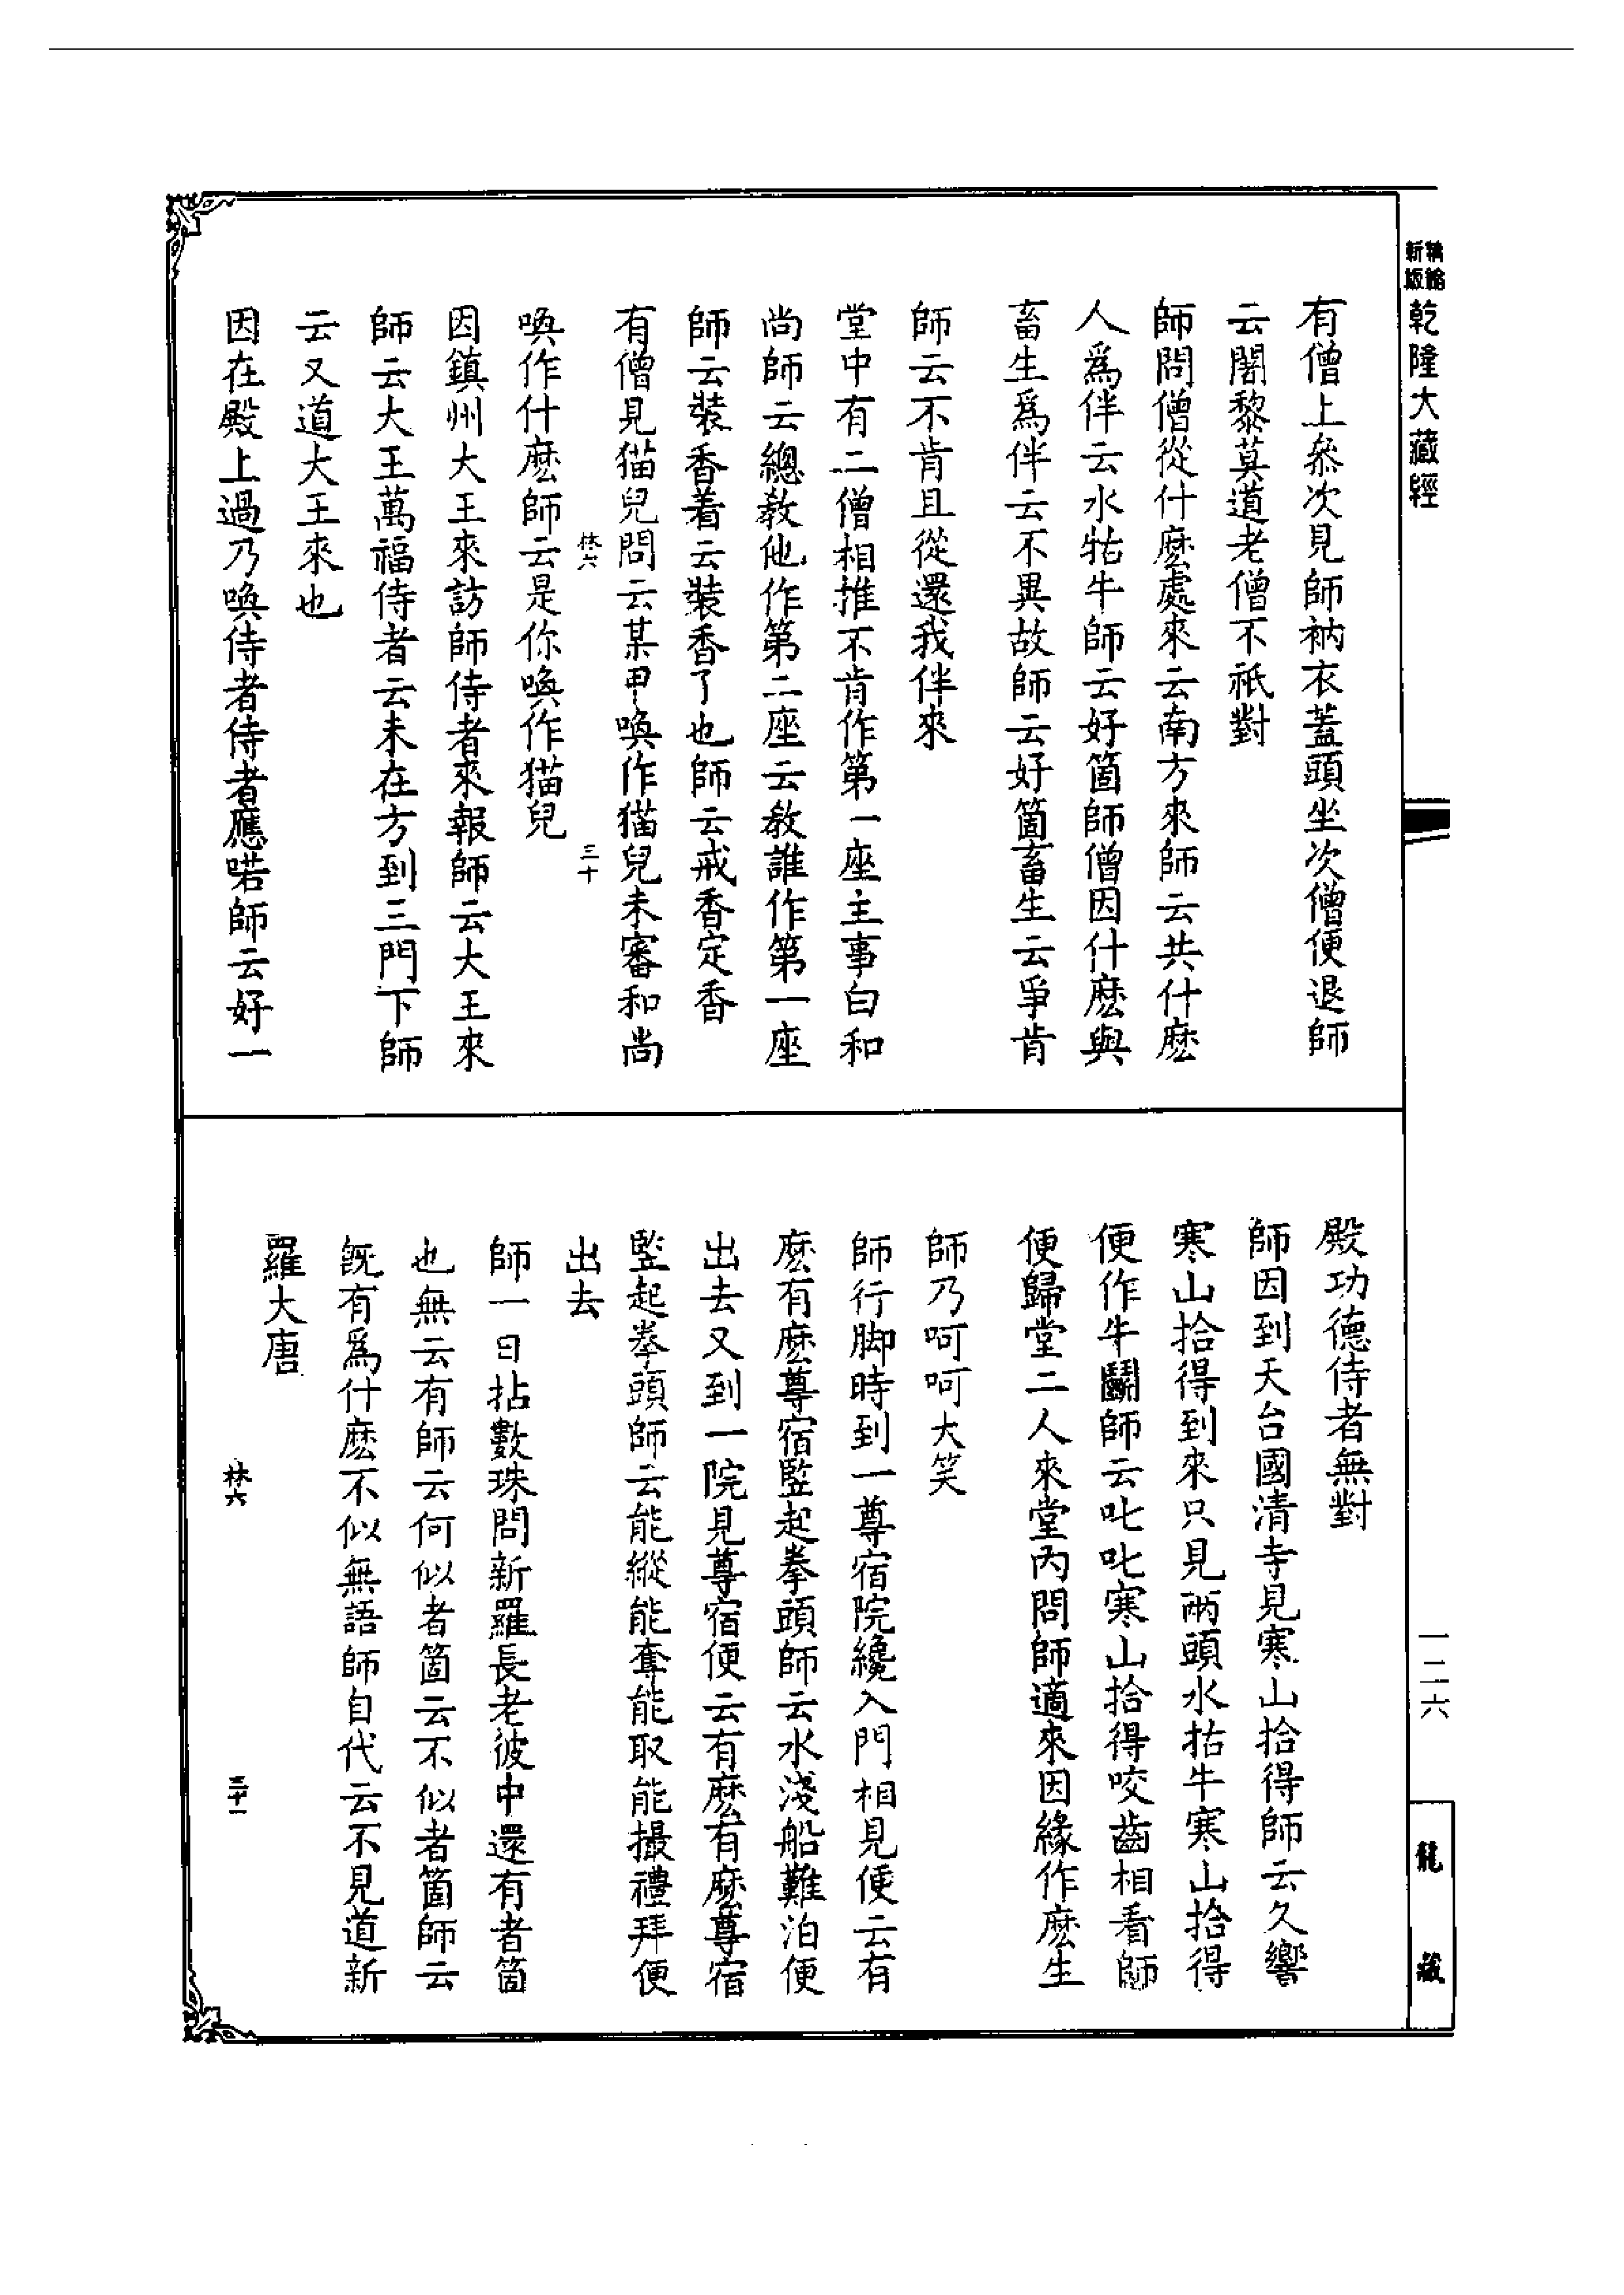 新版精縮
乾隆大藏經
有僧上叅次見師衲衣蓋頭坐次僧便退師
云闍黎莫道老僧不祇對
師問僧從什麽處來云南方來師云共什麽
人爲伴云水牯牛師云好箇師僧因什麽與
畜生爲伴云不異故師云好箇畜生云爭肯
師云不肯且從還我伴來
堂中有二僧相推不肯作第一座主事白和
尚師云總教他作第二座云教誰作第一座
師云裝香着云裝香了也師云戒香定香
有僧見猫兒問云某甲喚作猫兒未審和尚
林六
三十
喚作什麽師云是你喚作猫兒
因鎮州大王來訪師侍者來報師云大王來
師云大王萬福侍者云未在方到三門下師
云又道大王來也
因在殿上過乃喚侍者侍者應喏師云好一
殿功德侍者無對
師因到天台國清寺見寒山拾得師云久響
寒山拾得到來只見兩頭水牯牛寒山拾得
便作牛鬬師云叱叱寒山拾得咬齒相看師
便歸堂二人來堂內問師適來因緣作麽生
師乃呵呵大笑
師行脚時到一尊宿院纔入門相見便云有
麽有麽尊宿竪起拳頭師云水淺船難泊便
出去又到一院見尊宿便云有麽有麽尊宿
竪起拳頭師云能縱能奪能取能撮禮拜便
出去
師一日拈數珠問新羅長老彼中還有者箇
也無云有師云何似者箇云不似者箇師云
旣有爲什麽不似無語師自代云不見道新
羅大唐
林六
三十一
一二六
龍藏